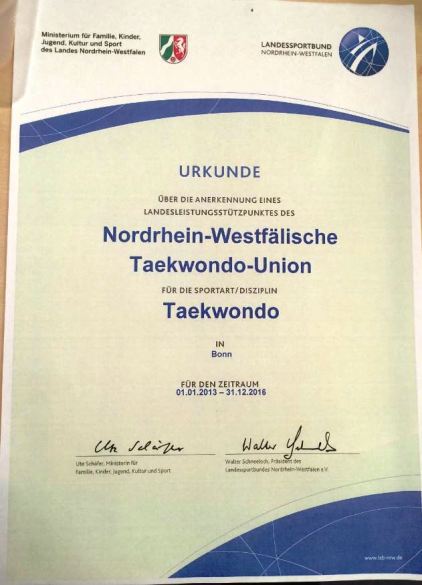 Ministerium für Familie, Kinder,
Jugend, Kultur und Sport
des Landes Nordrhein-Westfalen
LANDESSPORTBUND
NORDRHEIN-WESTFALEN
URKUNDE
ÜBER DIE ANERKENNUNG EINES
LANDESLEISTUNGSSTÜTZPUNKTES DES
Nordrhein-Westfälische
Taekwondo-Union
FÜR DIE SPORTART/DISZIPLIN
Taekwondo
IN
Bonn
FÜR DEN ZEITRAUM
01.01.2013 – 31.12.2016
Ute Schäfer, Ministerin für
Familie, Kinder, Jugend, Kultur und Sport
Walter Schneeloch, Präsident des
Landessportbundes Nordrhein-Westfalen e.V.
www.lsb-nrw.de